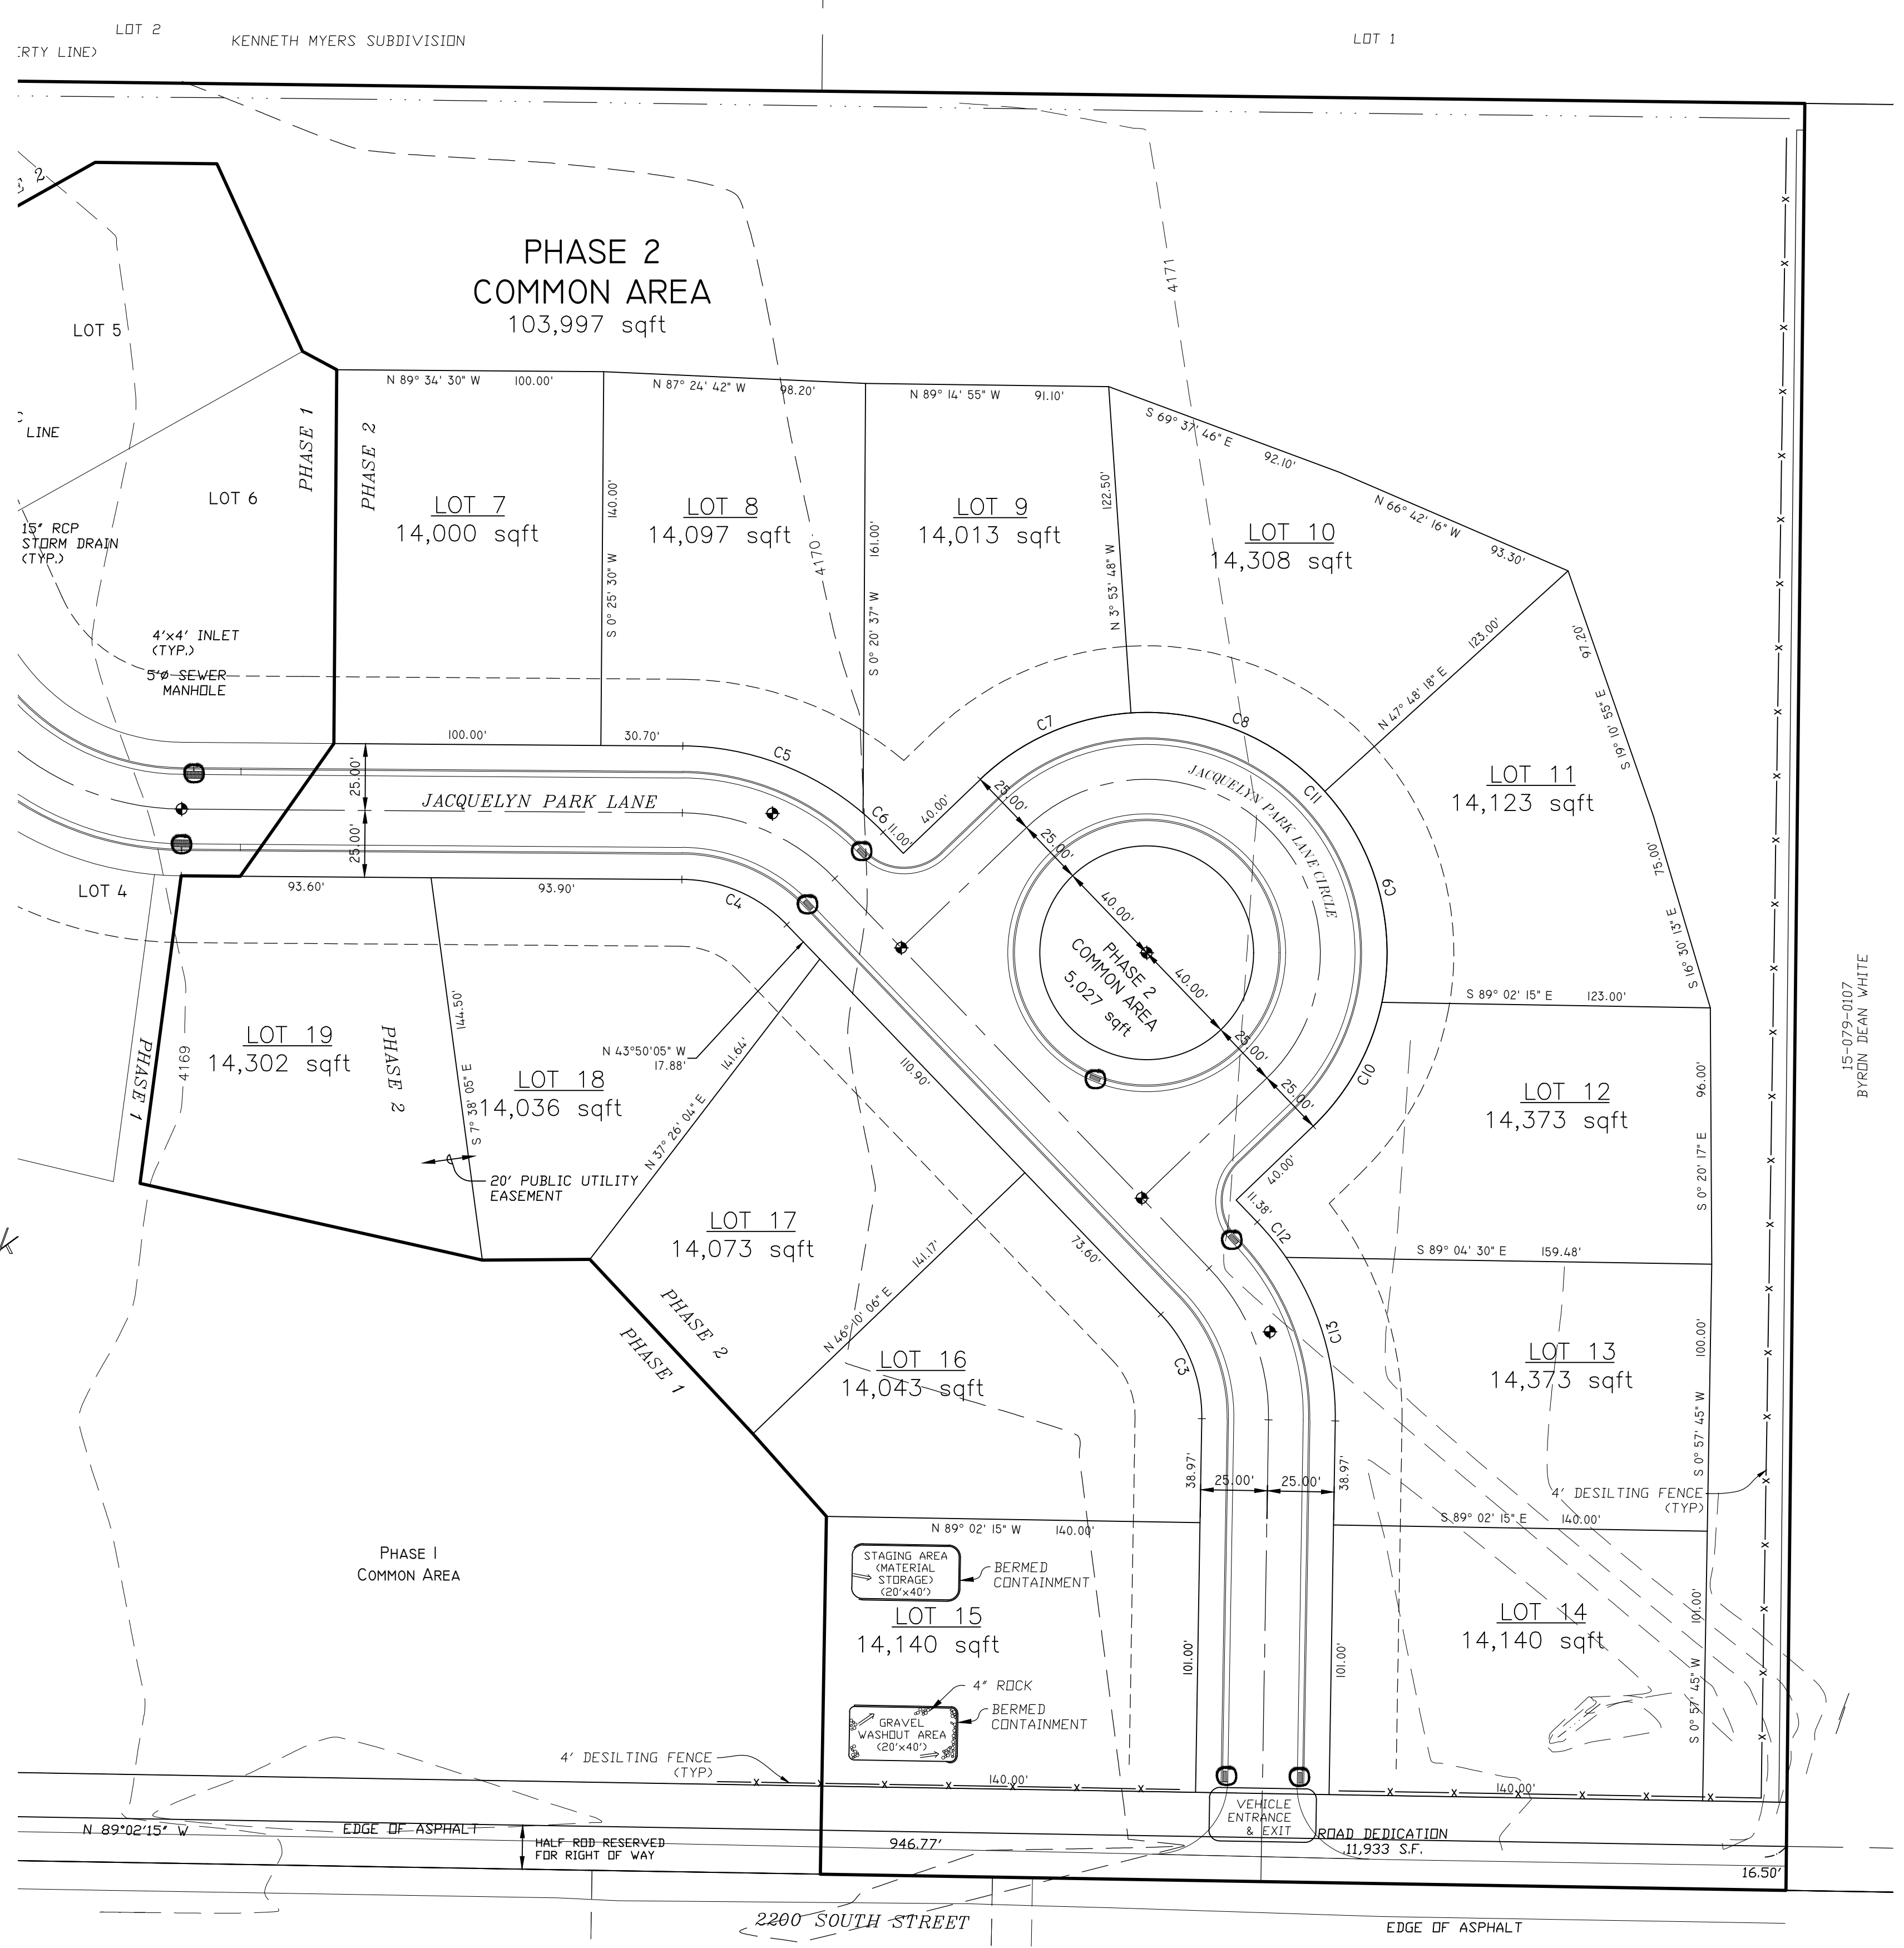 LOT 2
KENNETH MYERS SUBDIVISION
LOT 1
ERTY LINE)
PHASE 2
COMMON AREA
103,997 sqft
2
LOT 5
LINE
LOT 6
15" RCP
STORM DRAIN
(TYP.)
4'x4' INLET
(TYP.)
5'ø SEWER
MANHOLE
PHASE 1
PHASE 2
N 89° 34' 30" W 100.00'
LOT 7
14,000 sqft
S 0° 25' 30" W 140.00'
100.00'
N 87° 24' 42" W 98.20'
LOT 8
14,097 sqft
4170
S 0° 20' 37" W 161.00'
30.70'
C5
N 89° 14' 55" W 91.10'
LOT 9
14,013 sqft
N 3° 53' 48" W 122.50'
C6
11.00'
40.00'
C7
4171
S 69° 37' 46" E
92.10'
N 66° 42' 16" W
93.30'
LOT 10
14,308 sqft
C8
N 47° 48' 18" E 123.00'
97.20'
S 19° 10' 55" E
LOT 11
14,123 sqft
C11
C9
75.00'
S 16° 30' 13" E
25.00'
25.00'
JACQUELYN PARK LANE
25.00'
25.00'
JACQUELYN PARK LANE CIRCLE
40.00'
PHASE 2
COMMON AREA
5,027 sqft
40.00'
25.00'
25.00'
15-079-0107
BYRON DEAN WHITE
S 89° 02' 15" E 123.00'
C10
LOT 12
14,373 sqft
96.00'
S 0° 20' 17" E
40.00'
11.38'
C12
S 89° 04' 30" E 159.48'
LOT 13
14,373 sqft
C13
100.00'
S 0° 57' 45" W
LOT 4
93.60'
93.90'
C4
PHASE 1
4169
LOT 19
14,302 sqft
PHASE 2
S 7° 38' 05" E 144.50'
N 43°50'05" W
17.88'
LOT 18
14,036 sqft
20' PUBLIC UTILITY
EASEMENT
N 37° 26' 04" E 141.64'
110.90'
LOT 17
14,073 sqft
N 46° 10' 06" E 141.17'
73.60'
PHASE 2
PHASE 1
LOT 16
14,043 sqft
C3
38.97'
25.00'
25.00'
38.97'
4' DESILTING FENCE
(TYP)
N 89° 02' 15" W 140.00'
S 89° 02' 15" E 140.00'
PHASE 1
COMMON AREA
STAGING AREA
(MATERIAL
STORAGE)
(20'x40')
BERMED
CONTAINMENT
LOT 15
14,140 sqft
101.00'
101.00'
LOT 14
14,140 sqft
101.00'
S 0° 57' 45" W
4" ROCK
BERMED
CONTAINMENT
GRAVEL
WASHOUT AREA
(20'x40')
4' DESILTING FENCE
(TYP)
140.00'
140.00'
VEHICLE
ENTRANCE
& EXIT
N 89°02'15" W
EDGE OF ASPHALT
HALF ROD RESERVED
FOR RIGHT OF WAY
946.77'
ROAD DEDICATION
11,933 S.F.
16.50'
2200 SOUTH STREET
EDGE OF ASPHALT